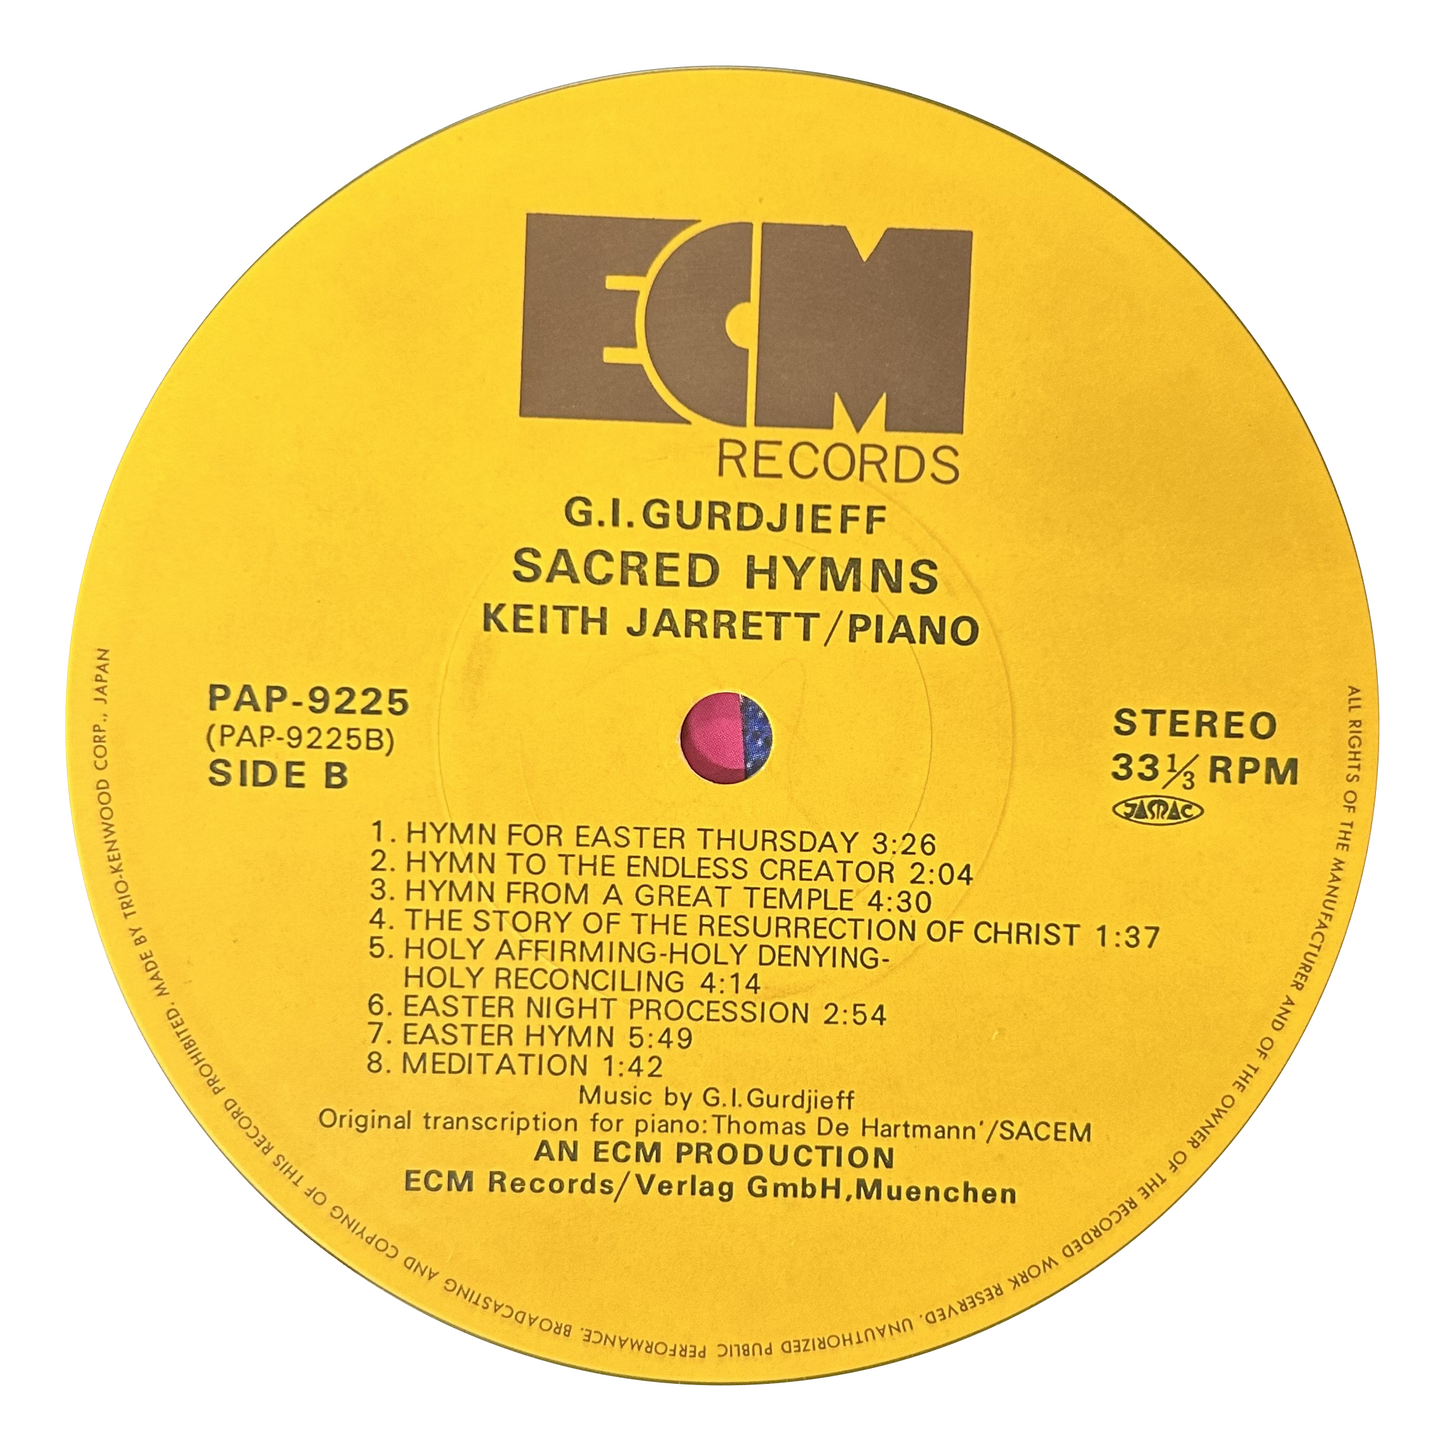 ECM
RECORDS
G.I.GURDJIEFF
SACRED HYMNS
KEITH JARRETT/PIANO
PAP-9225
(PAP-9225B)
SIDE B
STEREO
33 1/3 RPM
JASRAC
1. HYMN FOR EASTER THURSDAY 3:26
2. HYMN TO THE ENDLESS CREATOR 2:04
3. HYMN FROM A GREAT TEMPLE 4:30
4. THE STORY OF THE RESURRECTION OF CHRIST 1:37
5. HOLY AFFIRMING-HOLY DENYING-
HOLY RECONCILING 4:14
6. EASTER NIGHT PROCESSION 2:54
7. EASTER HYMN 5:49
8. MEDITATION 1:42
Music by G.I.Gurdjieff
Original transcription for piano:Thomas De Hartmann'/SACEM
AN ECM PRODUCTION
ECM Records/Verlag GmbH,Muenchen
ALL RIGHTS OF THE MANUFACTURER AND OF THE OWNER OF THE RECORDED WORK RESERVED. UNAUTHORIZED PUBLIC PERFORMANCE. BROADCASTING AND COPYING OF THIS RECORD PROHIBITED. MADE BY TRIO-KENWOOD CORP., JAPAN